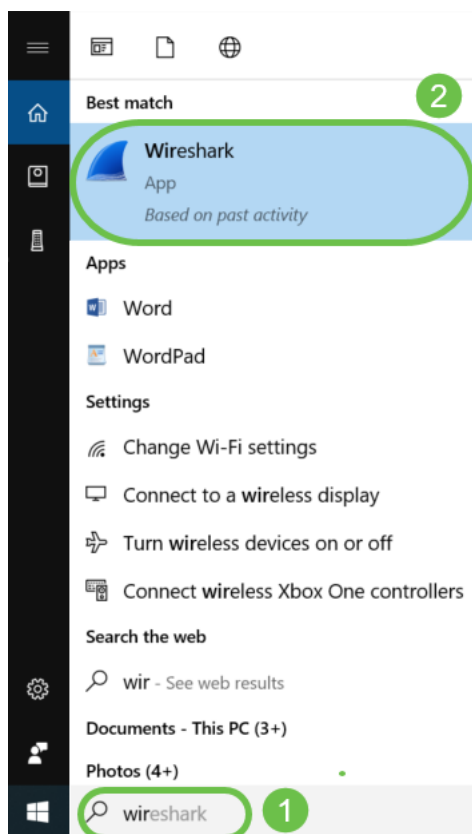 Best match
2
Wireshark
App
Based on past activity
Apps
Word
WordPad
Settings
Change Wi-Fi settings
Connect to a wireless display
Turn wireless devices on or off
Connect wireless Xbox One controllers
Search the web
wir - See web results
Documents - This PC (3+)
Photos (4+)
wireshark
1